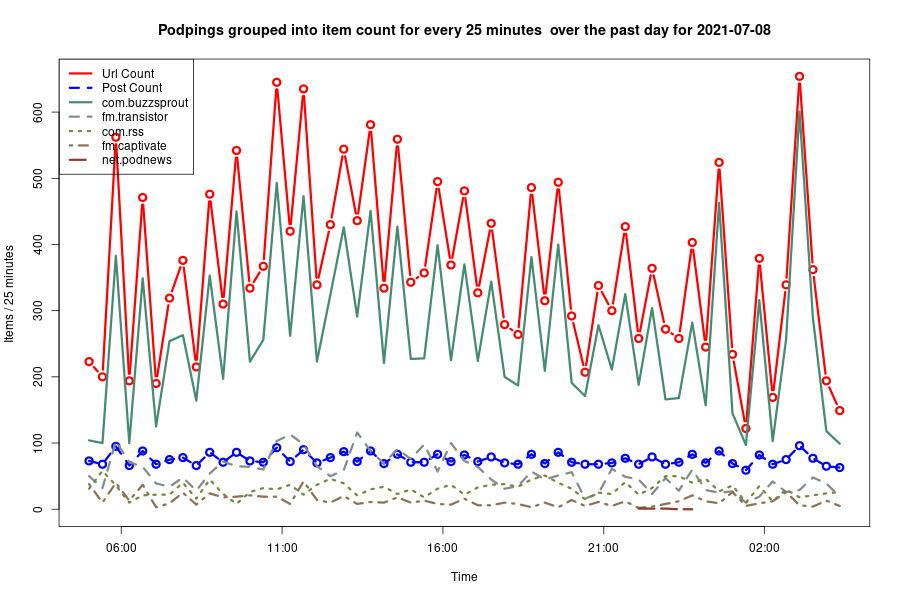 Podpings grouped into item count for every 25 minutes  over the past day for 2021-07-08
Url Count
Post Count
com.buzzsprout
fm.transistor
com.rss
fm.captivate
net.podnews
Items / 25 minutes
600
500
400
300
200
100
0
06:00 11:00 16:00 21:00 02:00
Time